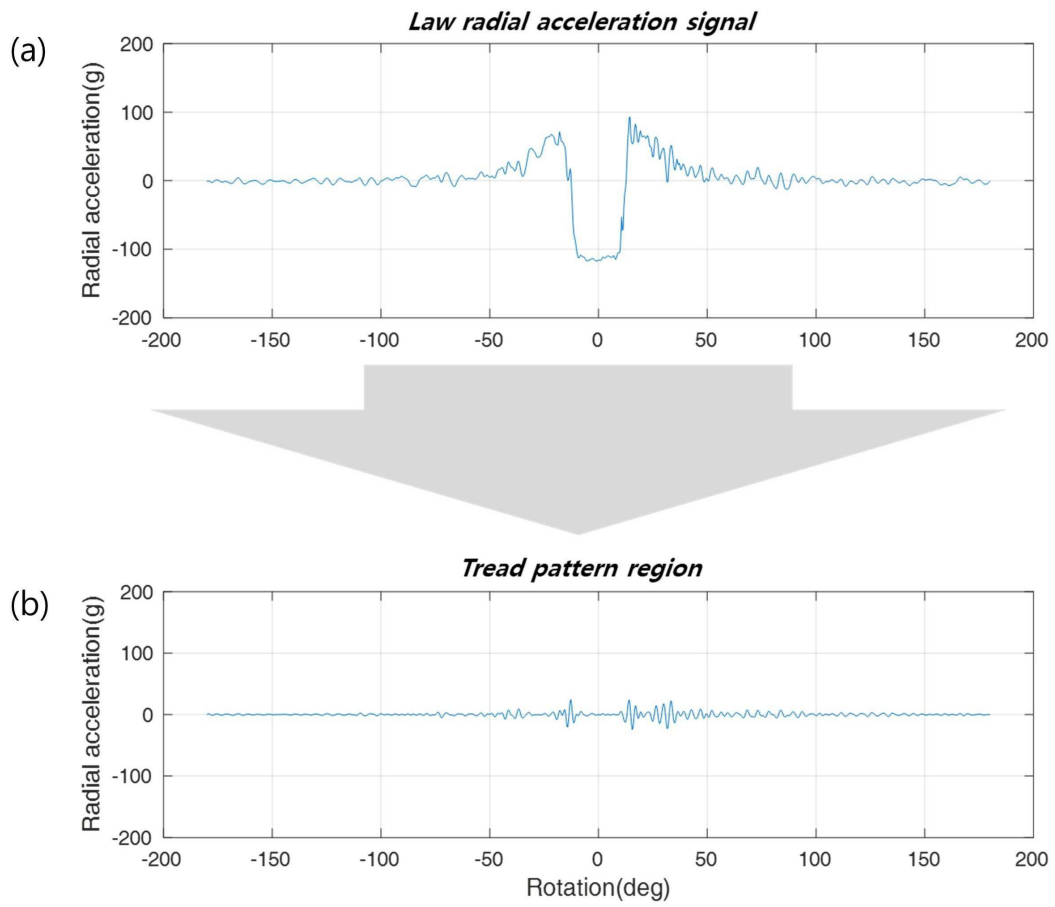 Law radial acceleration signal
(a)
Radial acceleration(g)
200
100
0
-100
-200
-200 -150 -100 -50 0 50 100 150 200
Tread pattern region
(b)
Radial acceleration(g)
200
100
0
-100
-200
-200 -150 -100 -50 0 50 100 150 200
Rotation(deg)